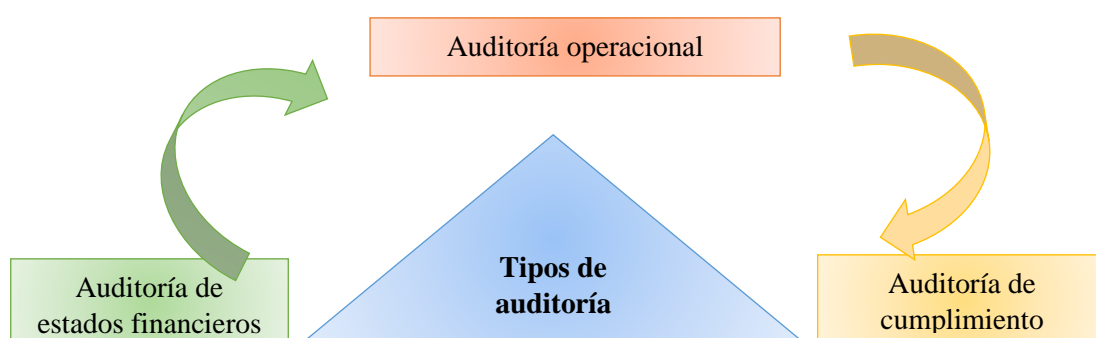 Auditoría operacional
Tipos de
auditoría
Auditoría de
estados financieros
Auditoría de
cumplimiento